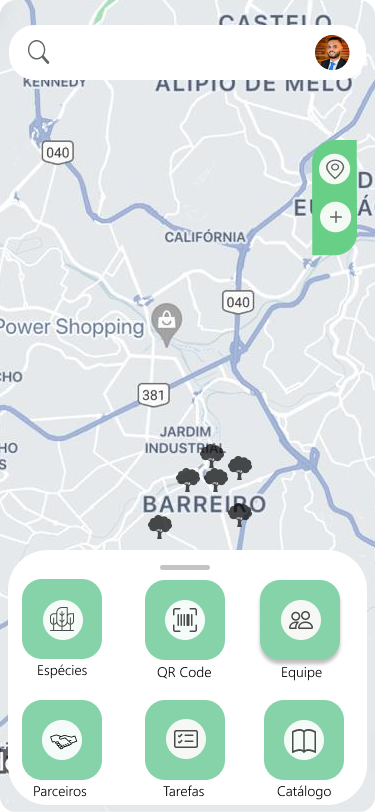 CASTELO
KENNEDY
ALÍPIO DE MELO
040
D
E
Á
CALIFÓRNIA
040
Power Shopping
CHO
381
JARDIM
INDUSTRIAL
HO
S
BARREIRO
Espécies
QR Code
Equipe
Parceiros
Tarefas
Catálogo